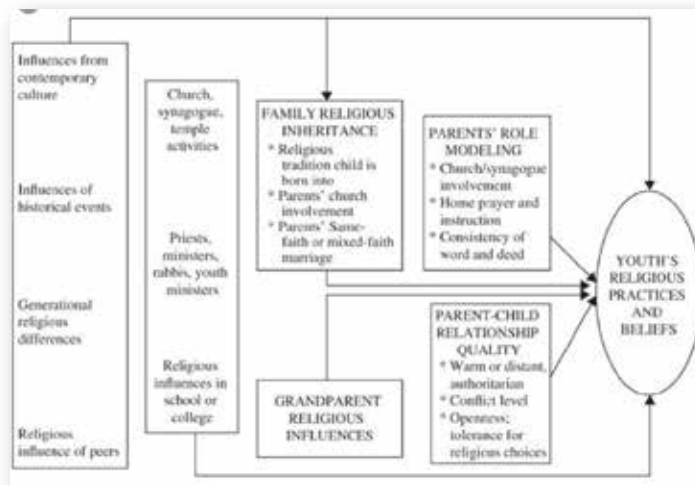 Influences from
contemporary
culture
Influences of
historical events
Generational
religious
differences
Religious
influence of peers
Church,
synagogue,
temple
activities
Priests,
ministers,
rabbis, youth
ministers
Religious
influences in
school or
college
FAMILY RELIGIOUS
INHERITANCE
* Religious
tradition child is
born into
* Parents' church
involvement
* Parents' Same-
faith or mixed-faith
marriage
GRANDPARENT
RELIGIOUS
INFLUENCES
PARENTS' ROLE
MODELING
* Church/synagogue
involvement
* Home prayer and
instruction
* Consistency of
word and deed
PARENT-CHILD
RELATIONSHIP
QUALITY
* Warm or distant,
authoritarian
* Conflict level
* Openness;
tolerance for
religious choices
YOUTH'S
RELIGIOUS
PRACTICES
AND
BELIEFS